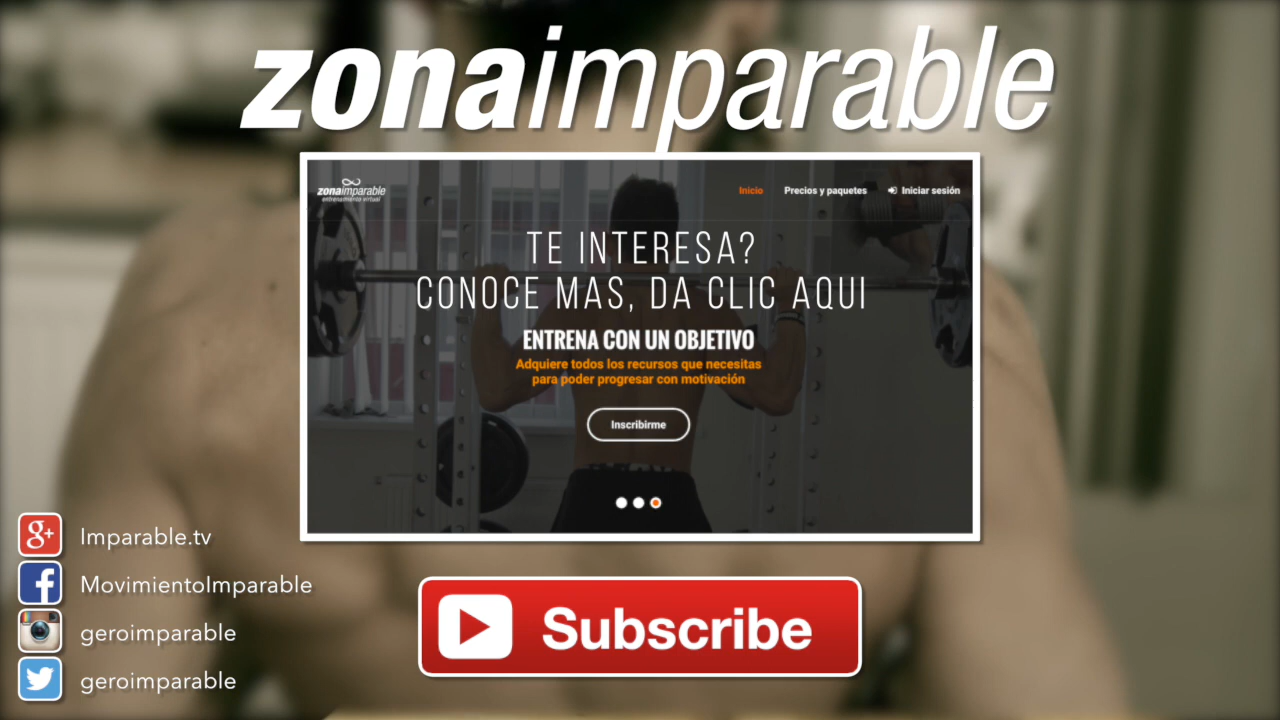 zonaimparable
zonaimparable
entrenamiento virtual
Inicio
Precios y paquetes
Iniciar sesión
TE INTERESA?
CONOCE MAS, DA CLIC AQUI
ENTRENA CON UN OBJETIVO
Adquiere todos los recursos que necesitas
para poder progresar con motivación
Inscribirme
g+ Imparable.tv
f MovimientoImparable
geroimparable
geroimparable
Subscribe